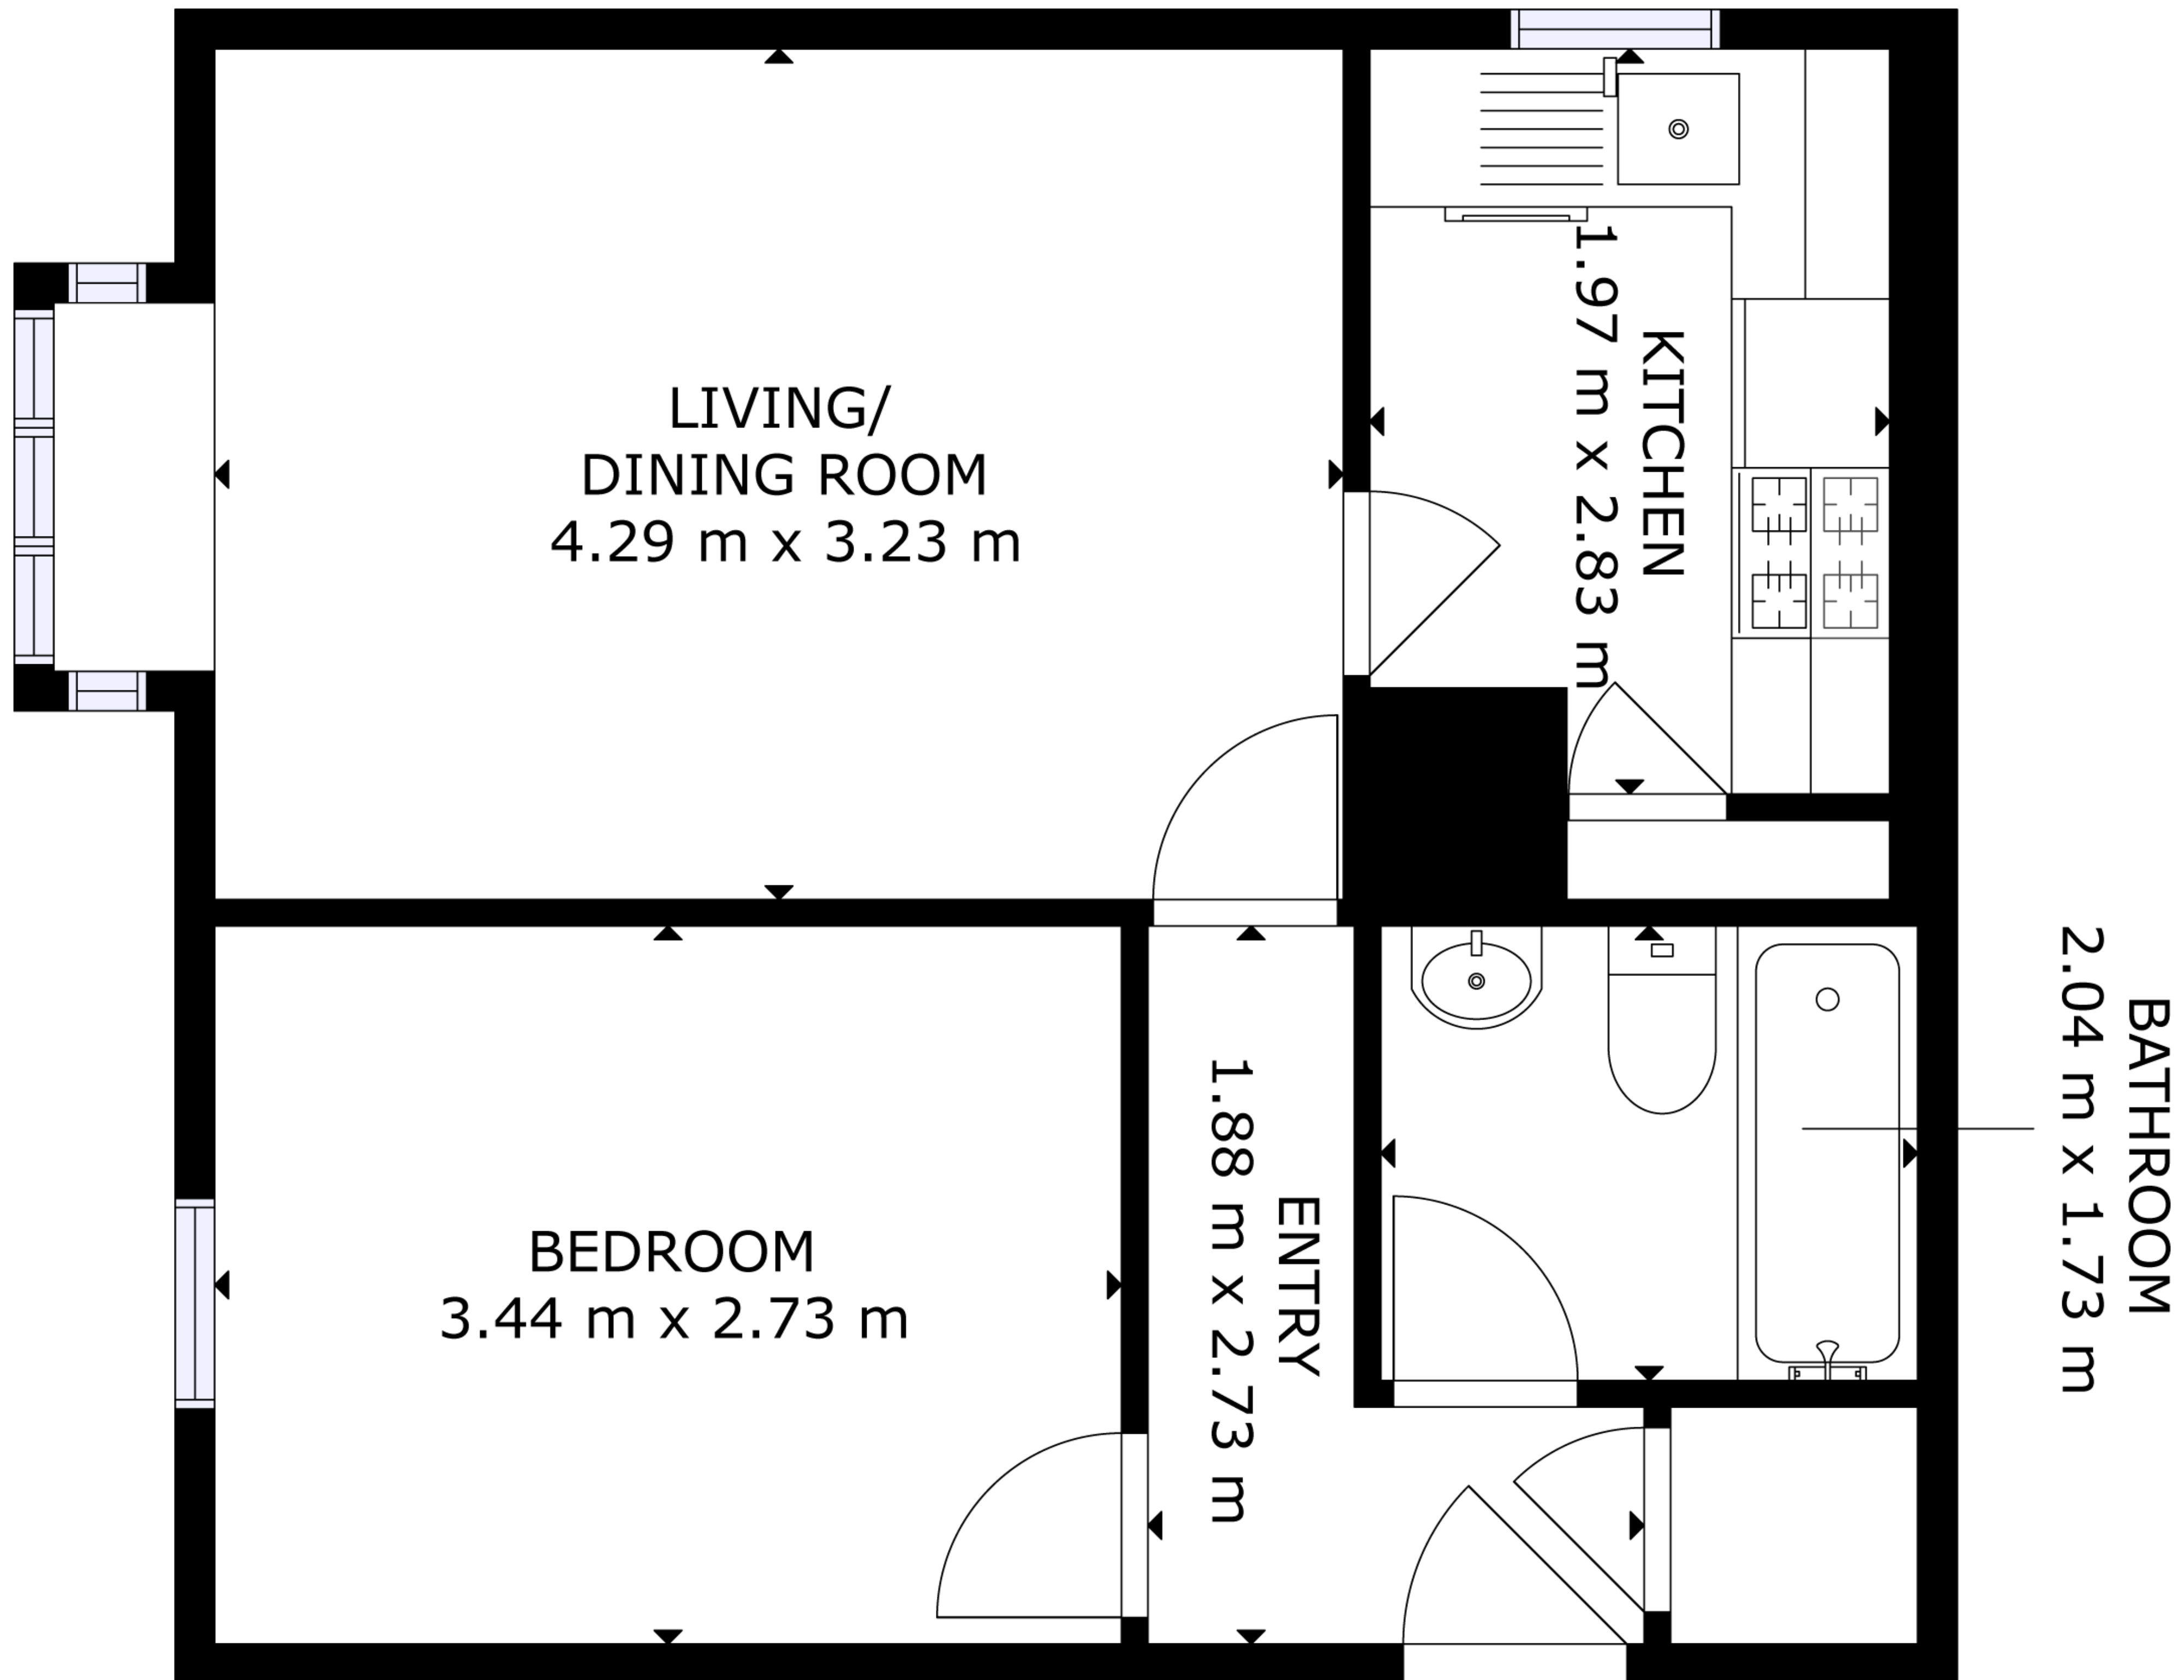 LIVING/
DINING ROOM
4.29 m x 3.23 m
KITCHEN
1.97 m x 2.83 m
BEDROOM
3.44 m x 2.73 m
ENTRY
1.88 m x 2.73 m
BATHROOM
2.04 m x 1.73 m